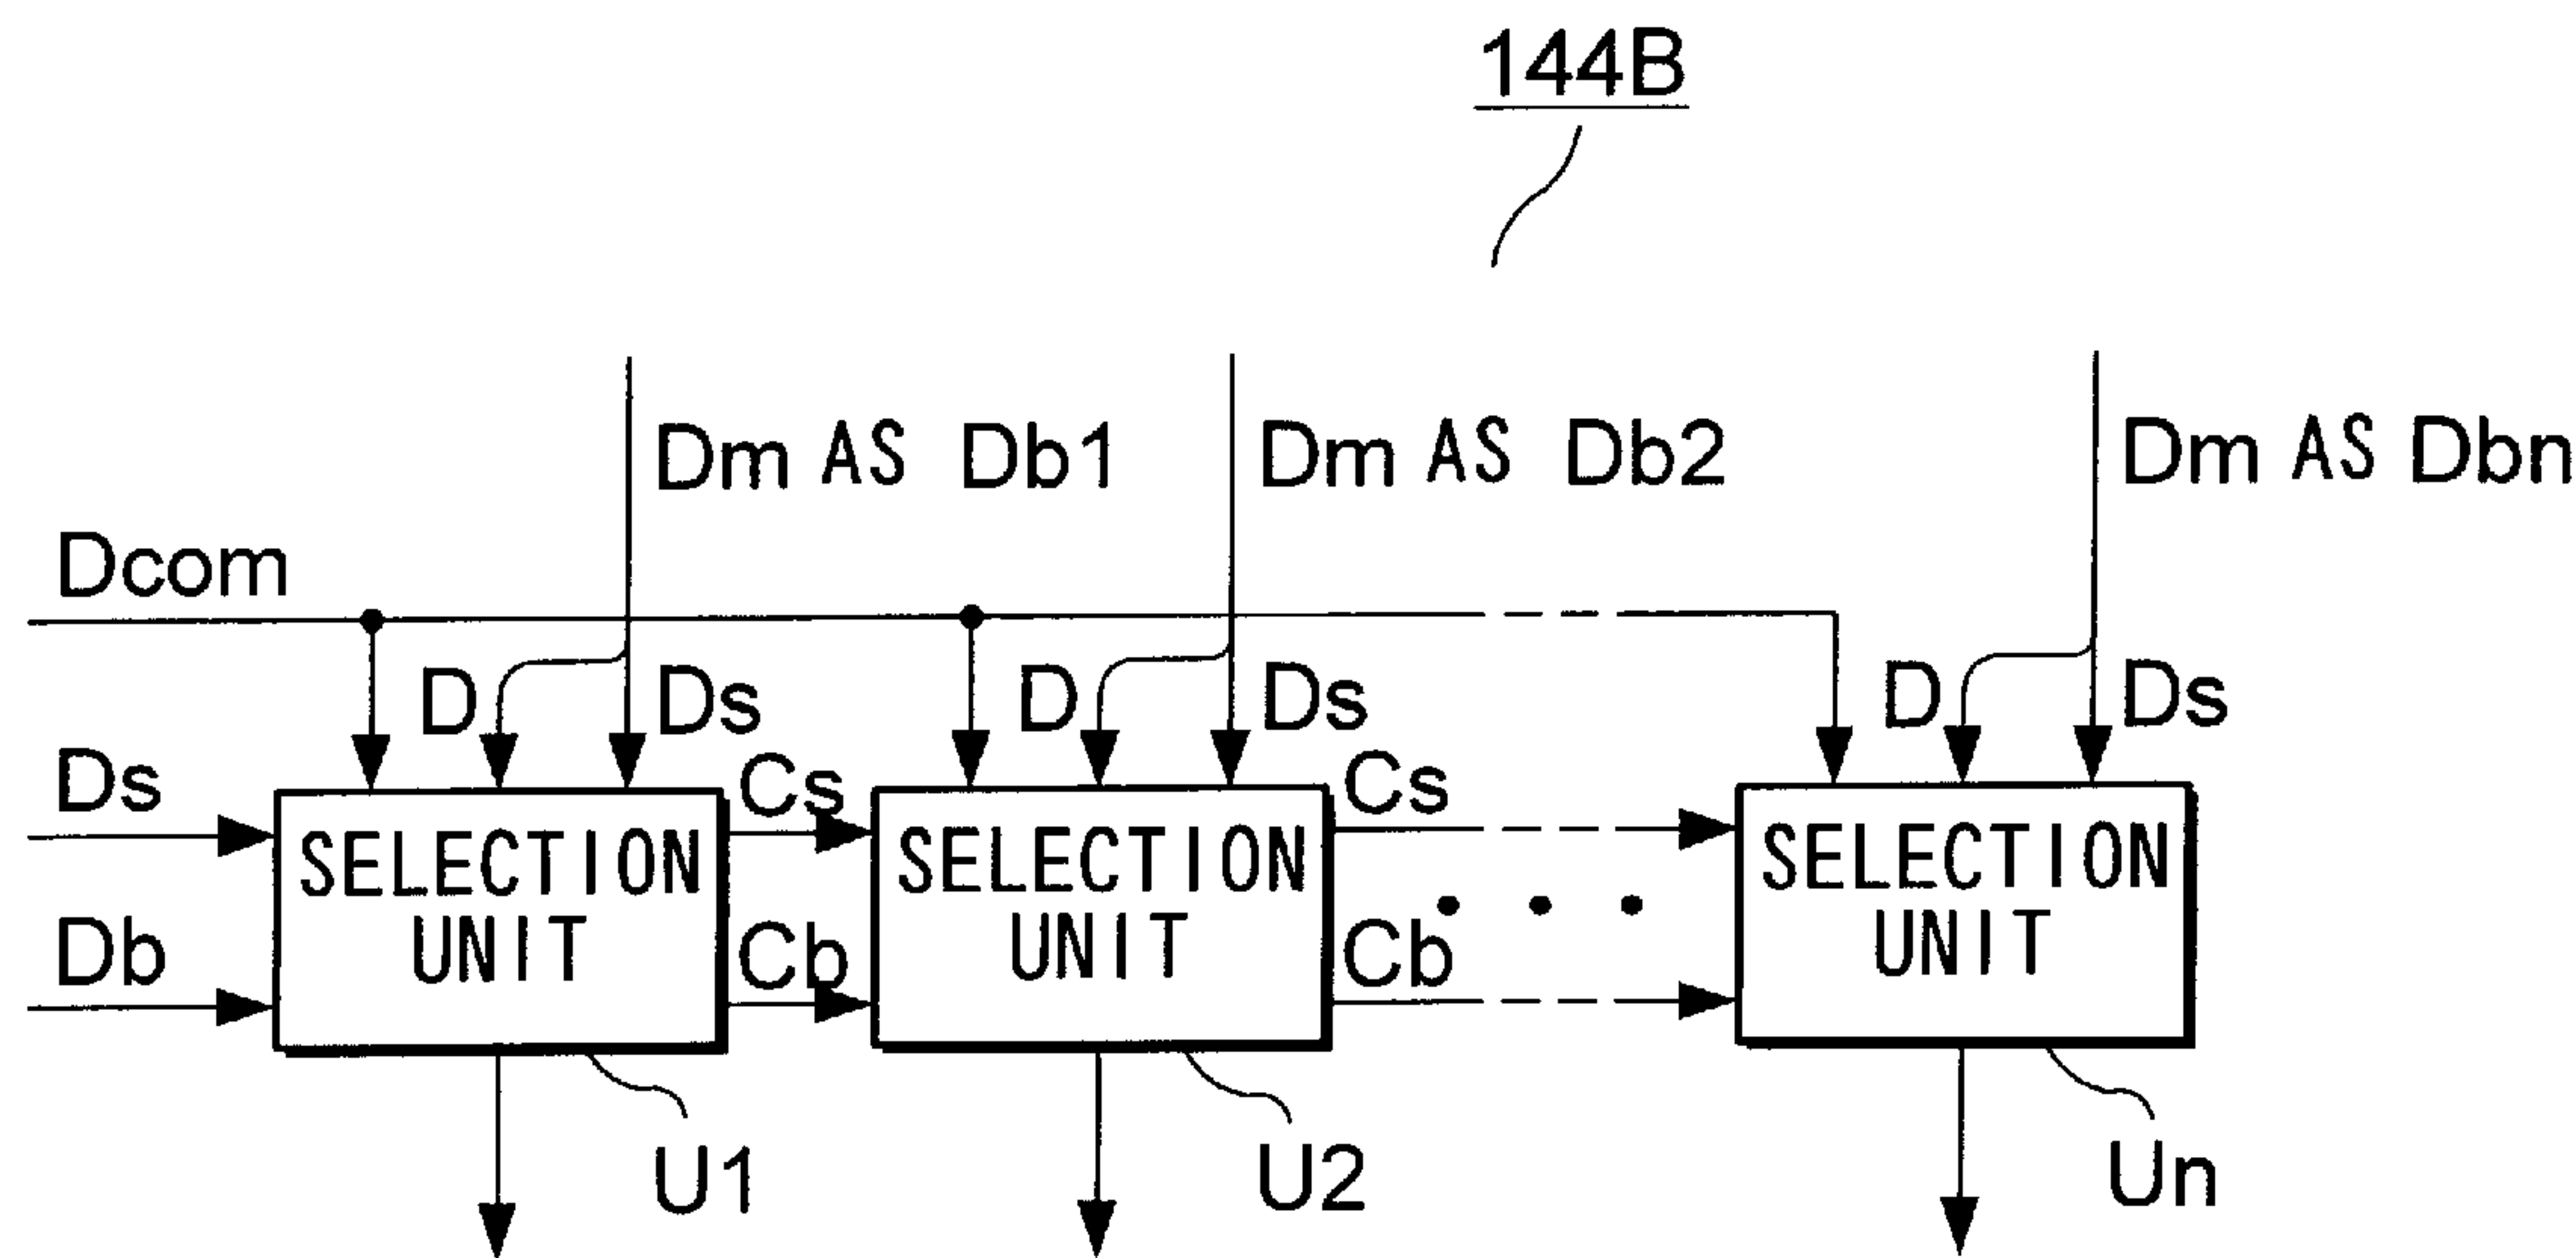 144B
Dm AS Db1
Dm AS Db2
Dm AS Dbn
Dcom
D
Ds
D
Ds
D
Ds
Ds
Cs
Cs
SELECTION
UNIT
SELECTION
UNIT
SELECTION
UNIT
Db
Cb
Cb
U1
U2
Un